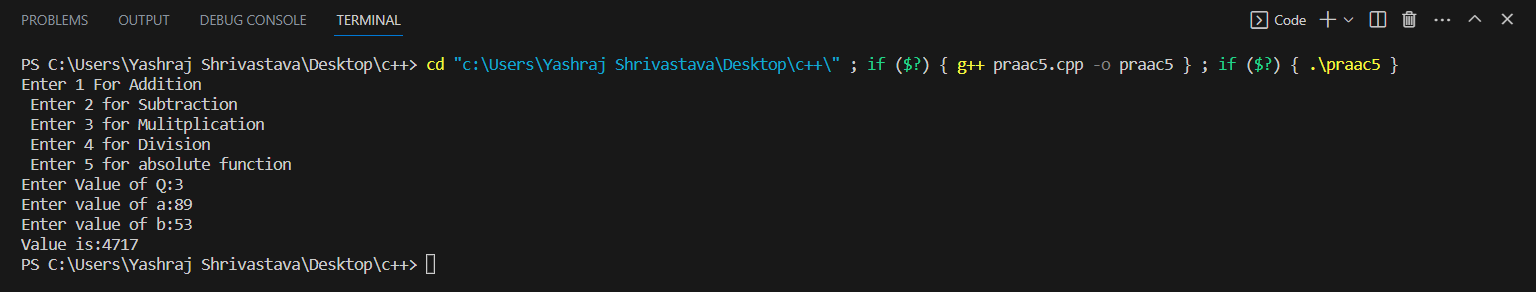 PROBLEMS OUTPUT DEBUG CONSOLE TERMINAL Code
PS C:\Users\Yashraj Shrivastava\Desktop\c++> cd "c:\Users\Yashraj Shrivastava\Desktop\c++\" ; if ($?) { g++ praac5.cpp -o praac5 } ; if ($?) { .\praac5 }
Enter 1 For Addition
 Enter 2 for Subtraction
 Enter 3 for Mulitplication
 Enter 4 for Division
 Enter 5 for absolute function
Enter Value of Q:3
Enter value of a:89
Enter value of b:53
Value is:4717
PS C:\Users\Yashraj Shrivastava\Desktop\c++>